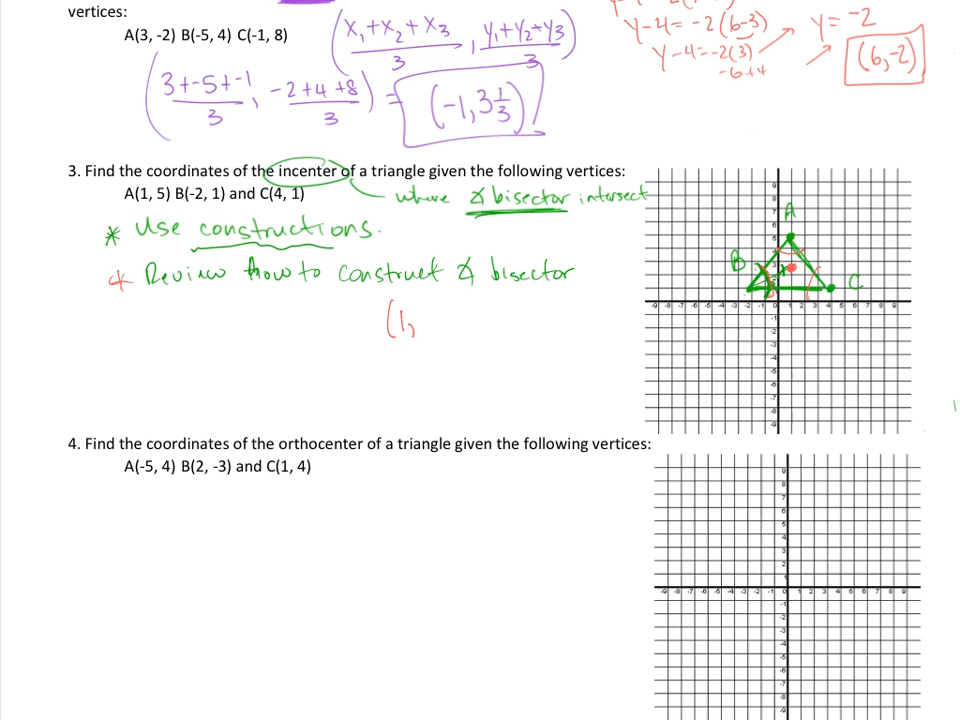 vertices:
A(3, -2) B(-5, 4) C(-1, 8)
(x₁+x₂+x₃/3, y₁+y₂+y₃/3)
(3+-5+-1/3, -2+4+8/3) = (-1, 3 1/3)
y-4=-2(6-3)
y-4=-2(3)
-6+4
y=-2
(6,-2)
3. Find the coordinates of the incenter of a triangle given the following vertices:
A(1, 5) B(-2, 1) and C(4, 1)
where ∡ bisector intersect
* Use constructions.
* Review how to construct ∡ bisector
(1,
A
B
C
4. Find the coordinates of the orthocenter of a triangle given the following vertices:
A(-5, 4) B(2, -3) and C(1, 4)